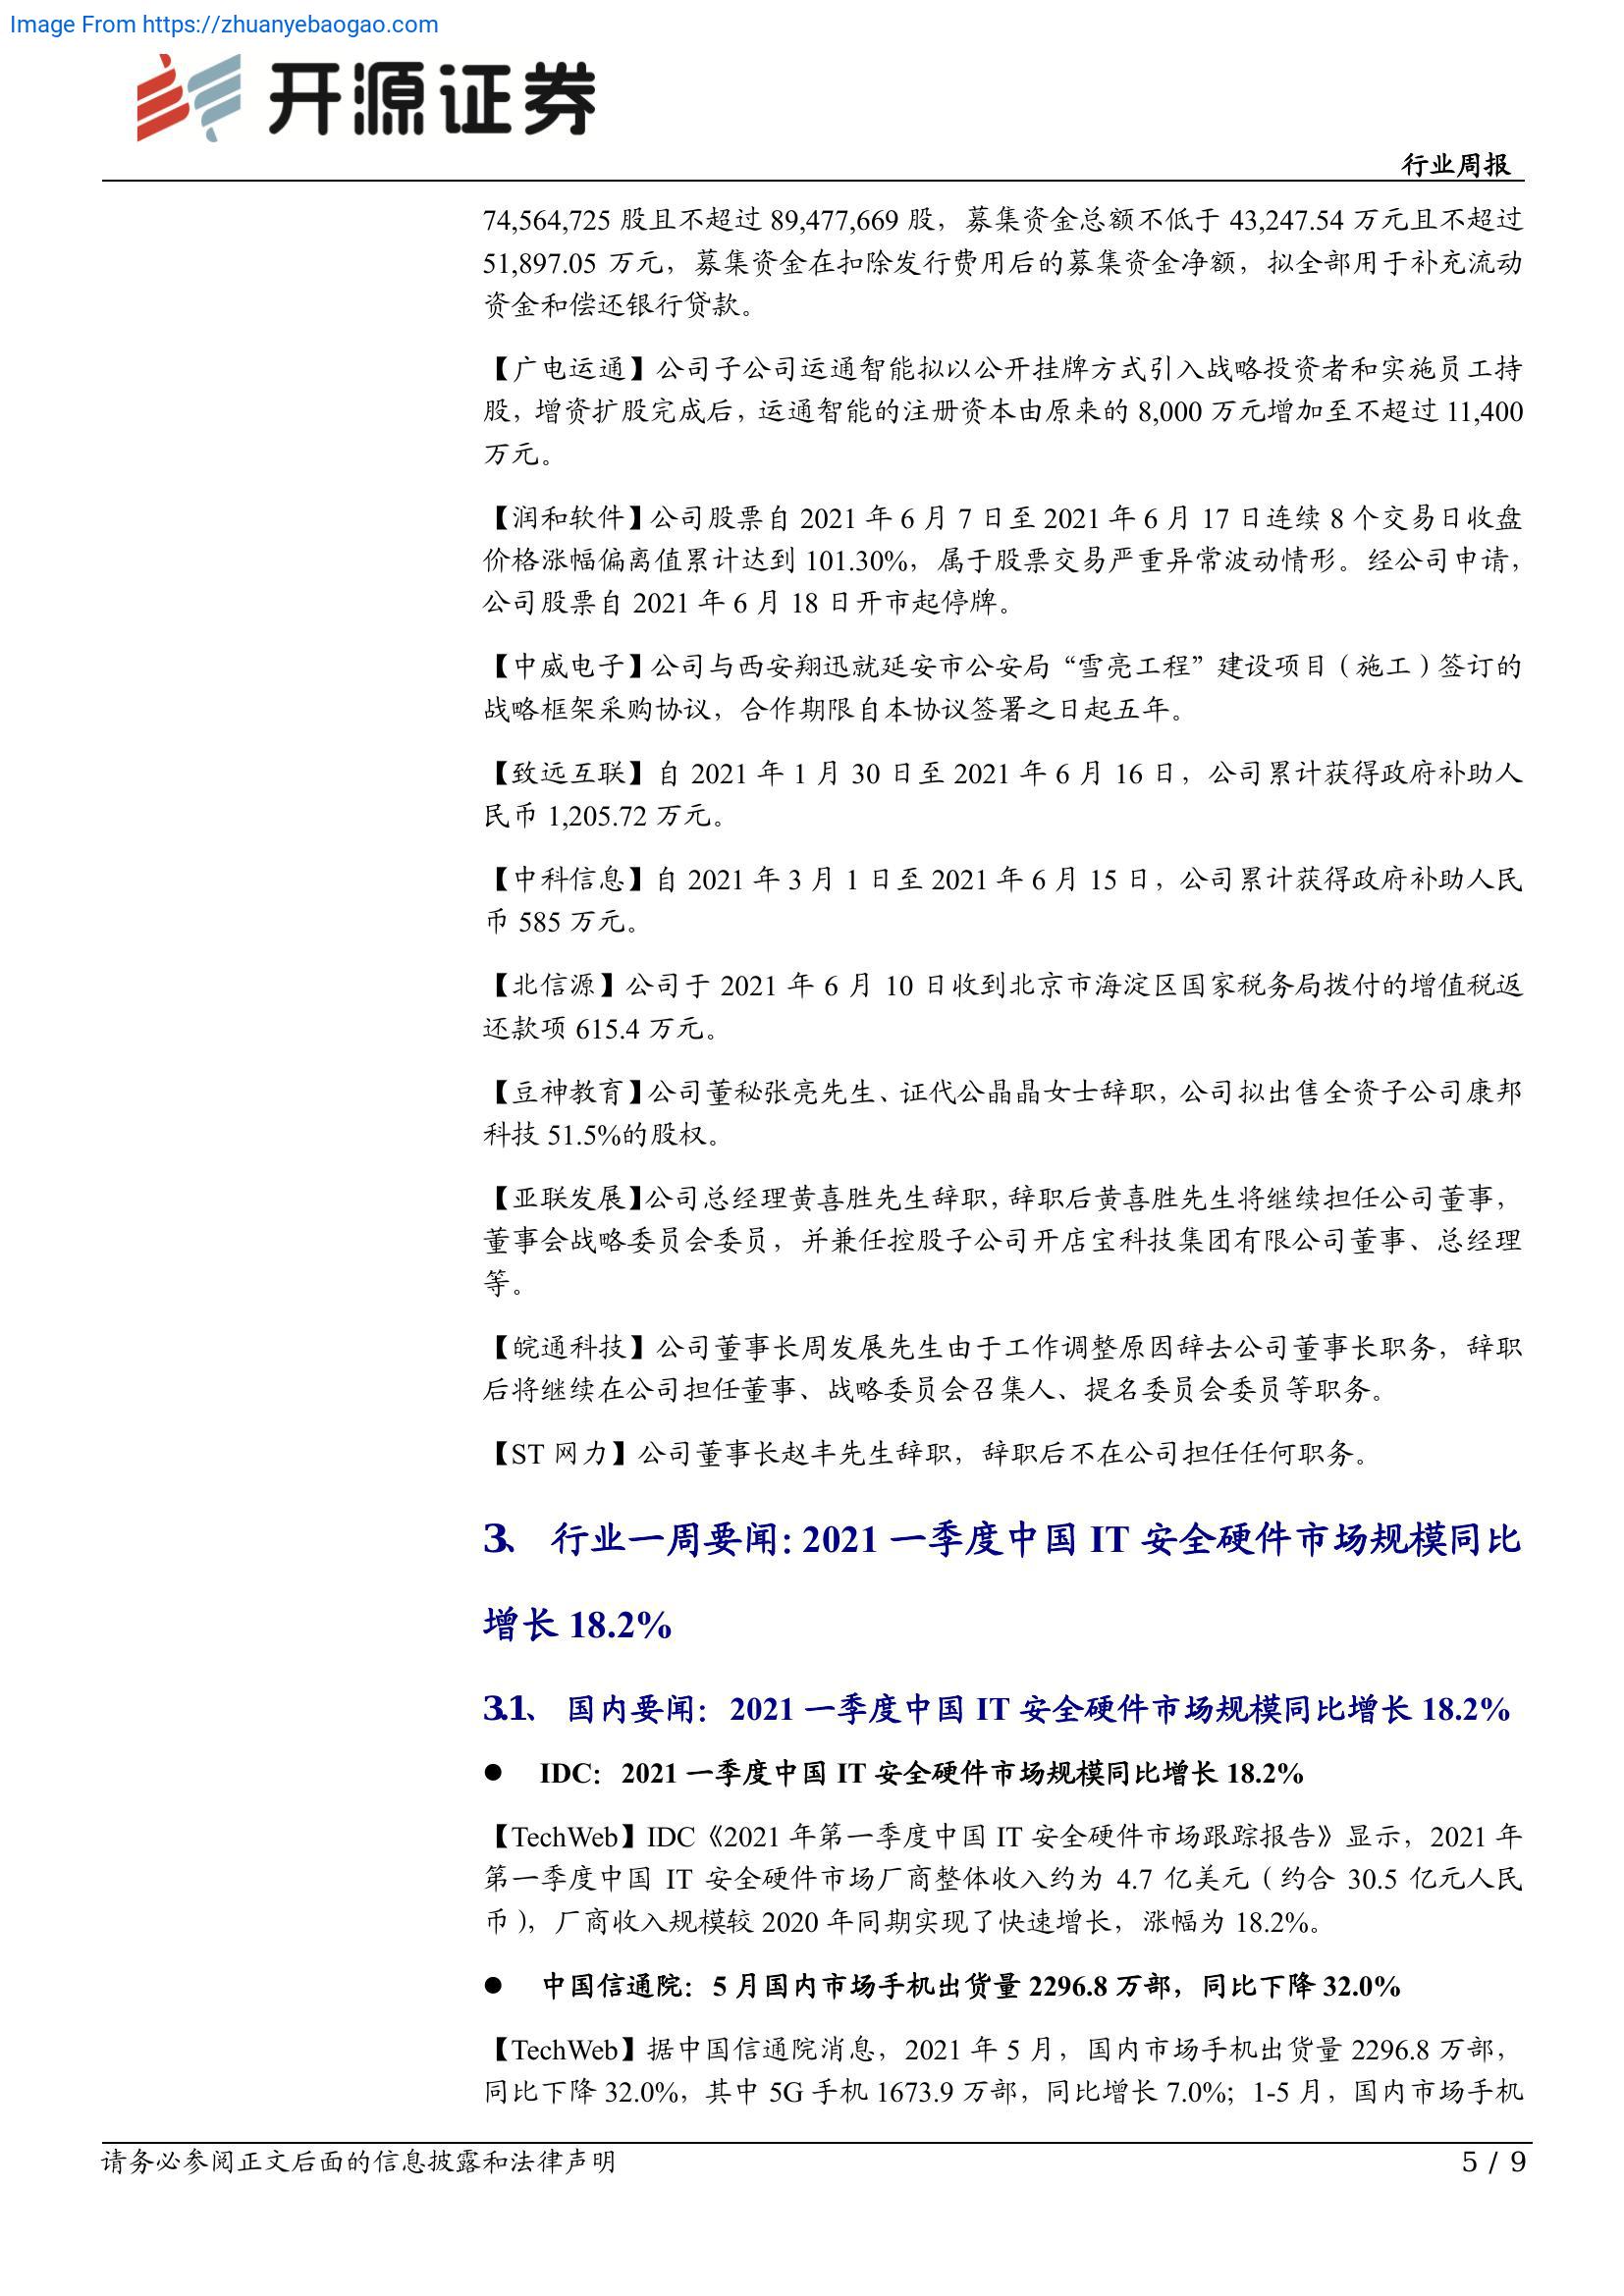 Image From https://zhuanyebaogao.com
开源证券
行业周报
74,564,725 股且不超过 89,477,669 股，募集资金总额不低于 43,247.54 万元且不超过
51,897.05 万元，募集资金在扣除发行费用后的募集资金净额，拟全部用于补充流动
资金和偿还银行贷款。
【广电运通】公司子公司运通智能拟以公开挂牌方式引入战略投资者和实施员工持
股，增资扩股完成后，运通智能的注册资本由原来的 8,000 万元增加至不超过 11,400
万元。
【润和软件】公司股票自 2021 年 6 月 7 日至 2021 年 6 月 17 日连续 8 个交易日收盘
价格涨幅偏离值累计达到 101.30%，属于股票交易严重异常波动情形。经公司申请，
公司股票自 2021 年 6 月 18 日开市起停牌。
【中威电子】公司与西安翔迅就延安市公安局“雪亮工程”建设项目（施工）签订的
战略框架采购协议，合作期限自本协议签署之日起五年。
【致远互联】自 2021 年 1 月 30 日至 2021 年 6 月 16 日，公司累计获得政府补助人
民币 1,205.72 万元。
【中科信息】自 2021 年 3 月 1 日至 2021 年 6 月 15 日，公司累计获得政府补助人民
币 585 万元。
【北信源】公司于 2021 年 6 月 10 日收到北京市海淀区国家税务局拨付的增值税返
还款项 615.4 万元。
【豆神教育】公司董秘张亮先生、证代公晶晶女士辞职，公司拟出售全资子公司康邦
科技 51.5%的股权。
【亚联发展】公司总经理黄喜胜先生辞职，辞职后黄喜胜先生将继续担任公司董事，
董事会战略委员会委员，并兼任控股子公司开店宝科技集团有限公司董事、总经理
等。
【皖通科技】公司董事长周发展先生由于工作调整原因辞去公司董事长职务，辞职
后将继续在公司担任董事、战略委员会召集人、提名委员会委员等职务。
【ST 网力】公司董事长赵丰先生辞职，辞职后不在公司担任任何职务。
3、 行业一周要闻：2021 一季度中国 IT 安全硬件市场规模同比
增长 18.2%
3.1、 国内要闻：2021 一季度中国 IT 安全硬件市场规模同比增长 18.2%
● IDC：2021 一季度中国 IT 安全硬件市场规模同比增长 18.2%
【TechWeb】IDC《2021 年第一季度中国 IT 安全硬件市场跟踪报告》显示，2021 年
第一季度中国 IT 安全硬件市场厂商整体收入约为 4.7 亿美元（约合 30.5 亿元人民
币），厂商收入规模较 2020 年同期实现了快速增长，涨幅为 18.2%。
● 中国信通院：5 月国内市场手机出货量 2296.8 万部，同比下降 32.0%
【TechWeb】据中国信通院消息，2021 年 5 月，国内市场手机出货量 2296.8 万部，
同比下降 32.0%，其中 5G 手机 1673.9 万部，同比增长 7.0%；1-5 月，国内市场手机
请务必参阅正文后面的信息披露和法律声明
5 / 9